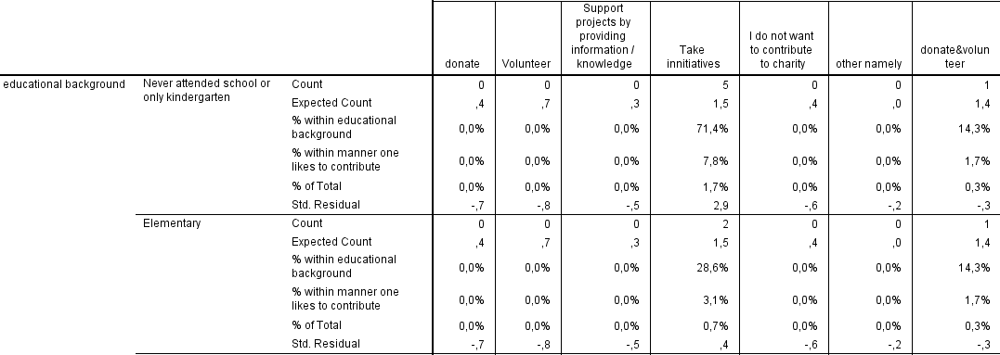 donate Volunteer Support projects by providing information / knowledge Take innitiatives I do not want to contribute to charity other namely donate&volun teer
educational background Never attended school or only kindergarten Count 0 0 0 5 0 0 1
Expected Count ,4 ,7 ,3 1,5 ,4 ,0 1,4
% within educational background 0,0% 0,0% 0,0% 71,4% 0,0% 0,0% 14,3%
% within manner one likes to contribute 0,0% 0,0% 0,0% 7,8% 0,0% 0,0% 1,7%
% of Total 0,0% 0,0% 0,0% 1,7% 0,0% 0,0% 0,3%
Std. Residual -,7 -,8 -,5 2,9 -,6 -,2 -,3
Elementary Count 0 0 0 2 0 0 1
Expected Count ,4 ,7 ,3 1,5 ,4 ,0 1,4
% within educational background 0,0% 0,0% 0,0% 28,6% 0,0% 0,0% 14,3%
% within manner one likes to contribute 0,0% 0,0% 0,0% 3,1% 0,0% 0,0% 1,7%
% of Total 0,0% 0,0% 0,0% 0,7% 0,0% 0,0% 0,3%
Std. Residual -,7 -,8 -,5 ,4 -,6 -,2 -,3